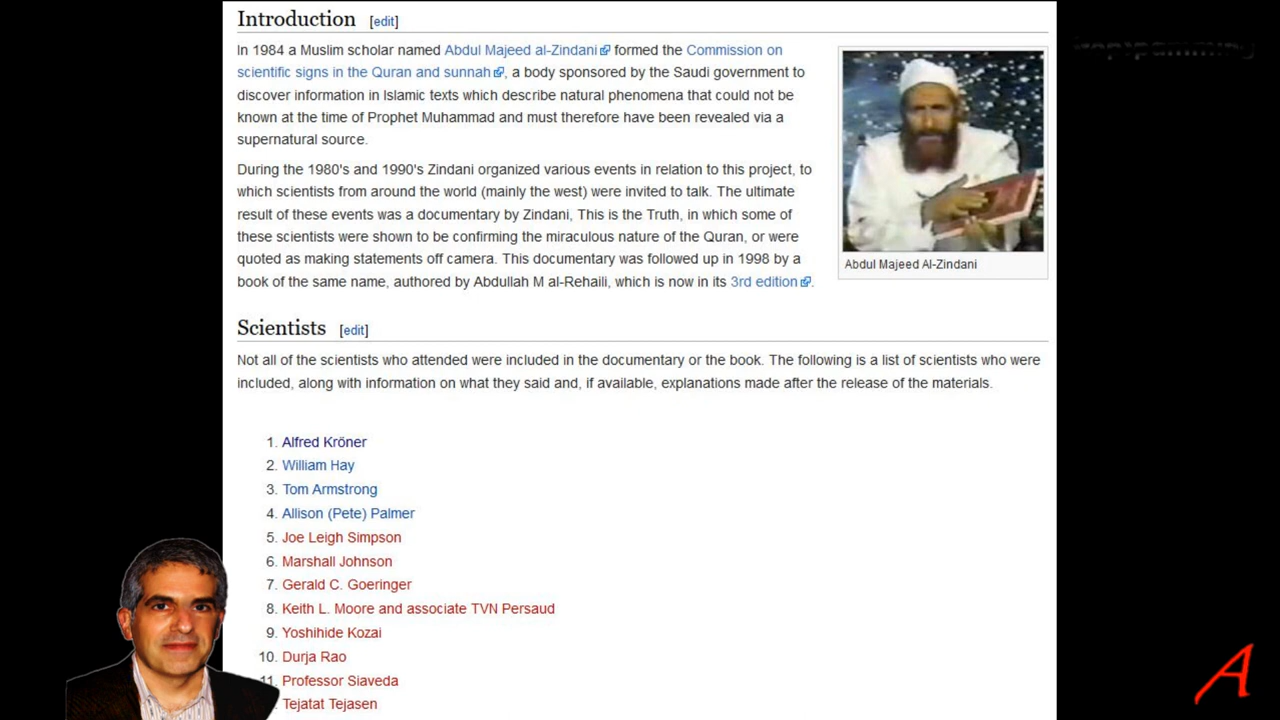 Introduction [edit]
In 1984 a Muslim scholar named Abdul Majeed al-Zindani formed the Commission on
scientific signs in the Quran and sunnah, a body sponsored by the Saudi government to
discover information in Islamic texts which describe natural phenomena that could not be
known at the time of Prophet Muhammad and must therefore have been revealed via a
supernatural source.
During the 1980's and 1990's Zindani organized various events in relation to this project, to
which scientists from around the world (mainly the west) were invited to talk. The ultimate
result of these events was a documentary by Zindani, This is the Truth, in which some of
these scientists were shown to be confirming the miraculous nature of the Quran, or were
quoted as making statements off camera. This documentary was followed up in 1998 by a
book of the same name, authored by Abdullah M al-Rehaili, which is now in its 3rd edition.
Abdul Majeed Al-Zindani
Scientists [edit]
Not all of the scientists who attended were included in the documentary or the book. The following is a list of scientists who were
included, along with information on what they said and, if available, explanations made after the release of the materials.
1. Alfred Kröner
2. William Hay
3. Tom Armstrong
4. Allison (Pete) Palmer
5. Joe Leigh Simpson
6. Marshall Johnson
7. Gerald C. Goeringer
8. Keith L. Moore and associate TVN Persaud
9. Yoshihide Kozai
10. Durja Rao
11. Professor Siaveda
Tejatat Tejasen
A